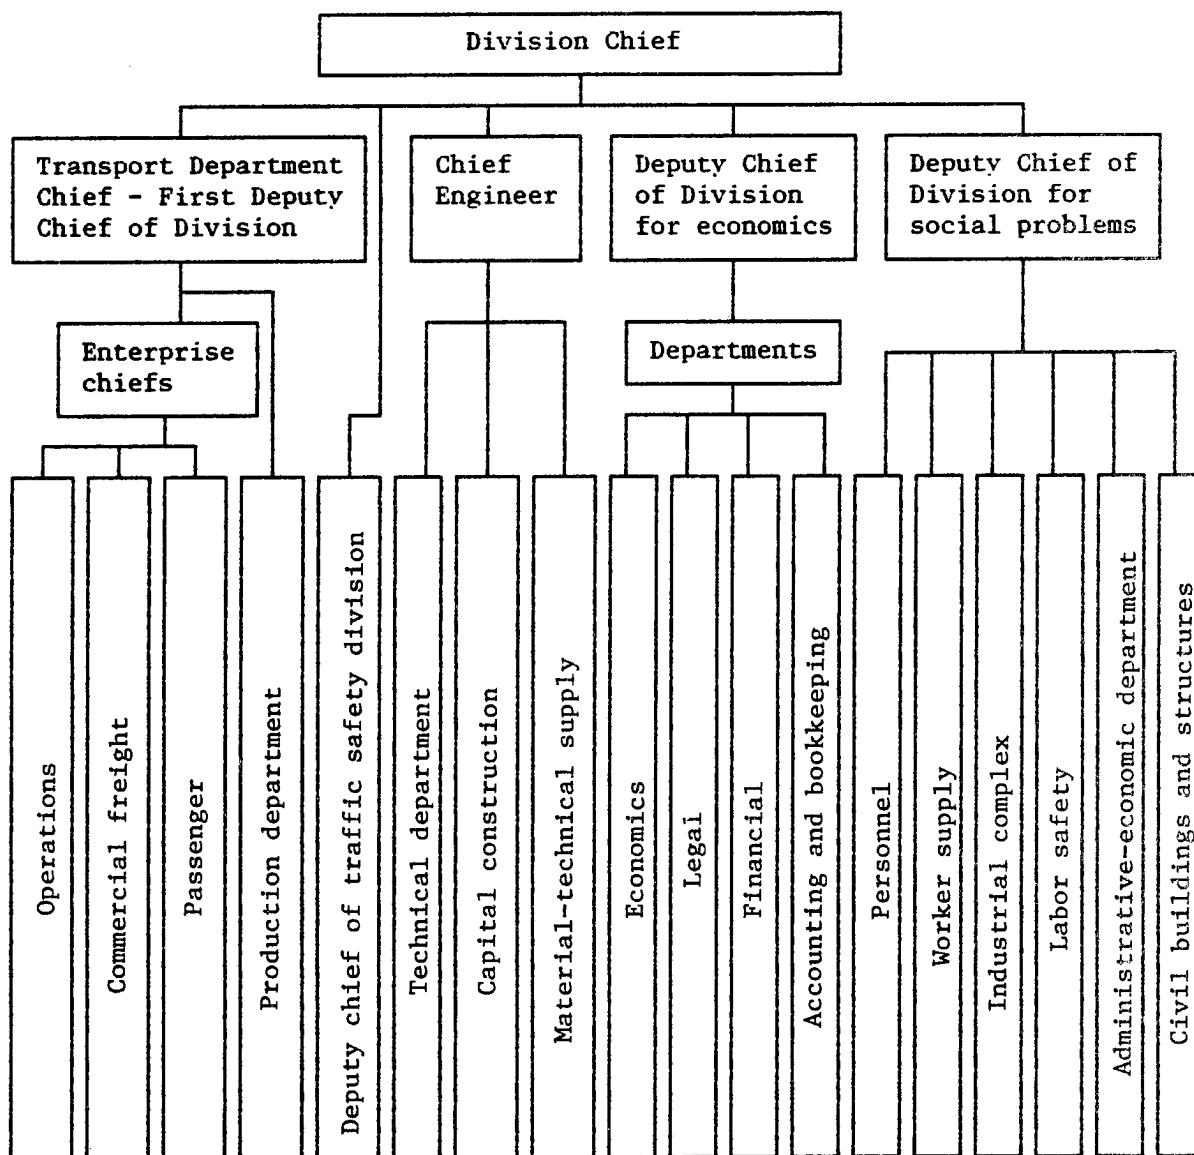 Division Chief
Transport Department
Chief - First Deputy
Chief of Division
Chief
Engineer
Deputy Chief
of Division
for economics
Deputy Chief of
Division for
social problems
Enterprise
chiefs
Departments
Operations
Commercial freight
Passenger
Production department
Deputy chief of traffic safety division
Technical department
Capital construction
Material-technical supply
Economics
Legal
Financial
Accounting and bookkeeping
Personnel
Worker supply
Industrial complex
Labor safety
Administrative-economic department
Civil buildings and structures